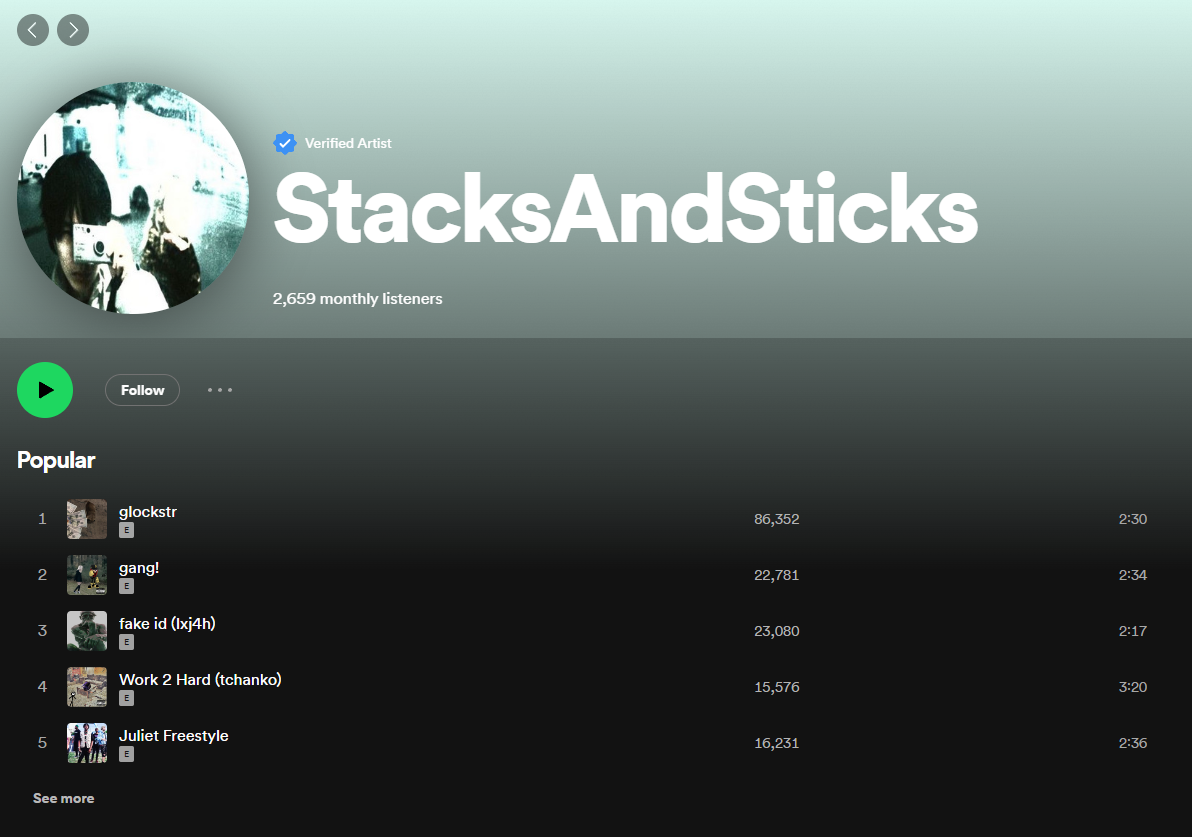 Verified Artist
StacksAndSticks
2,659 monthly listeners
Follow
Popular
1 glockstr 86,352 2:30
E
2 gang! 22,781 2:34
E
3 fake id (lxj4h) 23,080 2:17
E
4 Work 2 Hard (tchanko) 15,576 3:20
E
5 Juliet Freestyle 16,231 2:36
E
See more